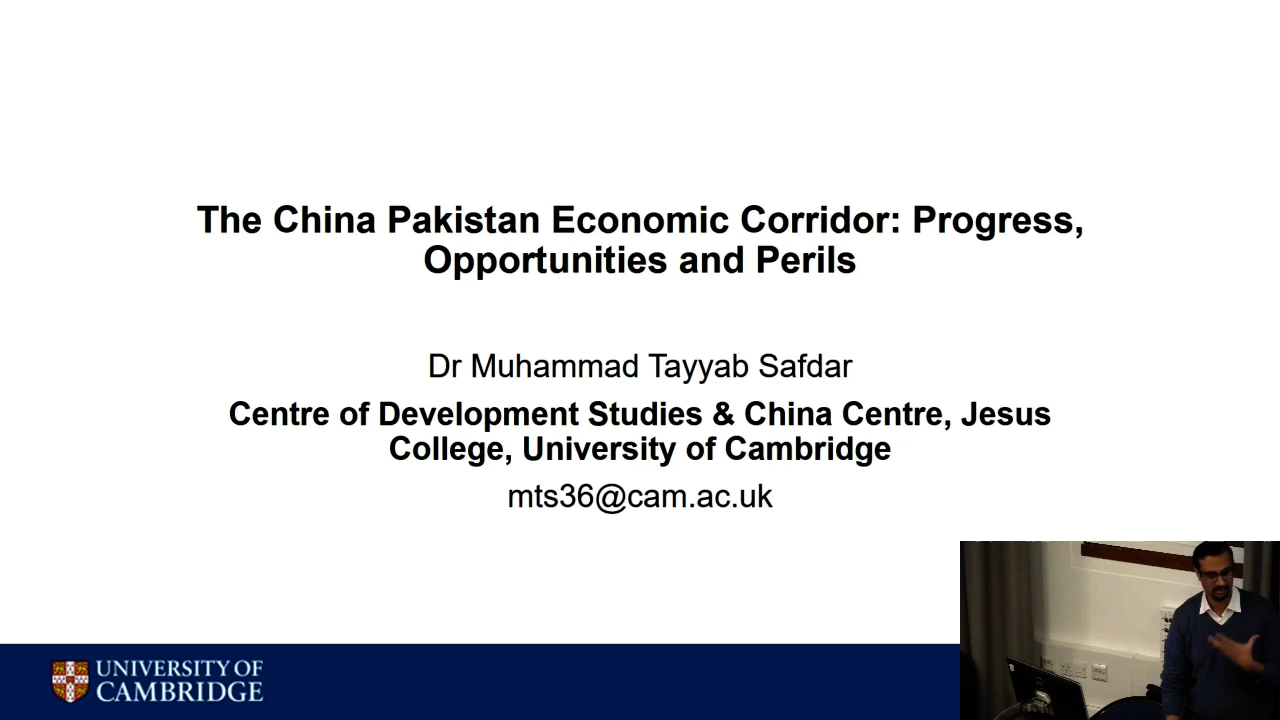 The China Pakistan Economic Corridor: Progress,
Opportunities and Perils
Dr Muhammad Tayyab Safdar
Centre of Development Studies & China Centre, Jesus
College, University of Cambridge
mts36@cam.ac.uk
UNIVERSITY OF
CAMBRIDGE